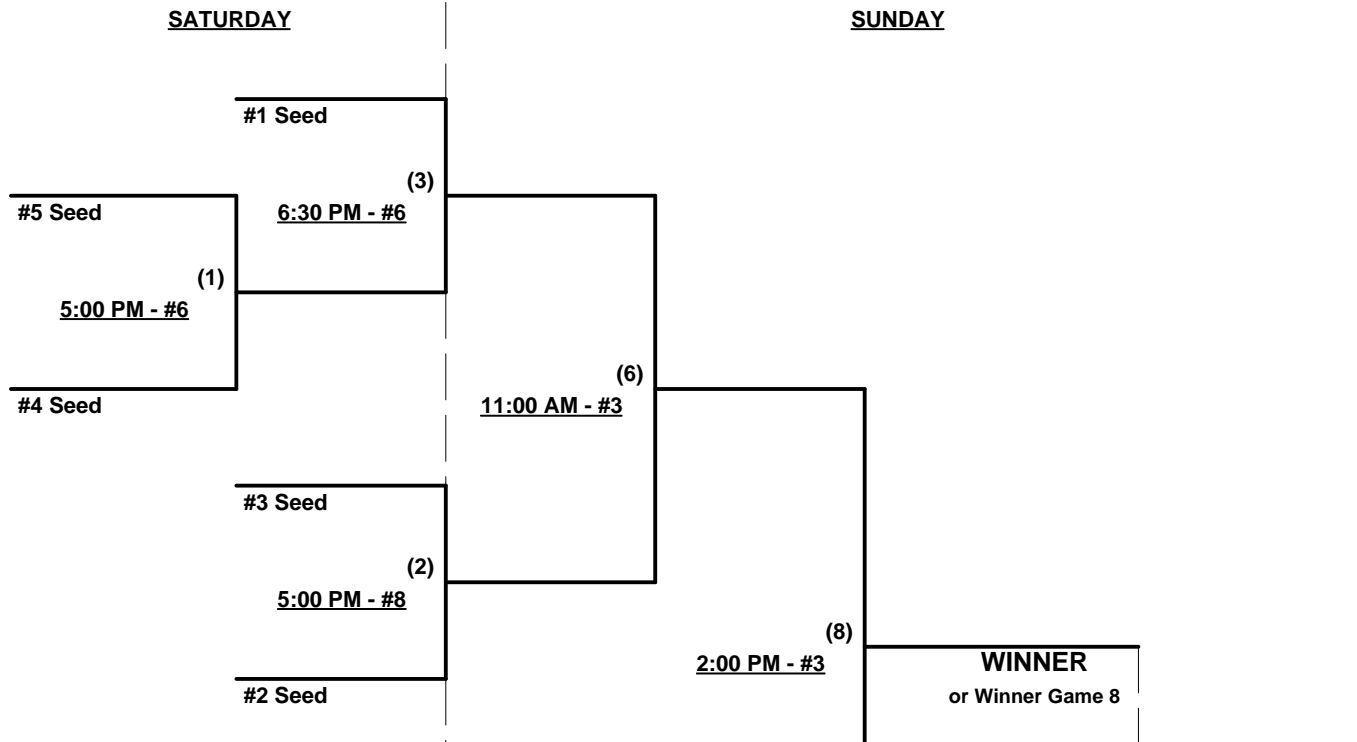 SATURDAY
SUNDAY
#1 Seed
(3)
#5 Seed
6:30 PM - #6
(1)
5:00 PM - #6
(6)
#4 Seed
11:00 AM - #3
#3 Seed
(2)
5:00 PM - #8
(8)
2:00 PM - #3
WINNER
#2 Seed
or Winner Game 8